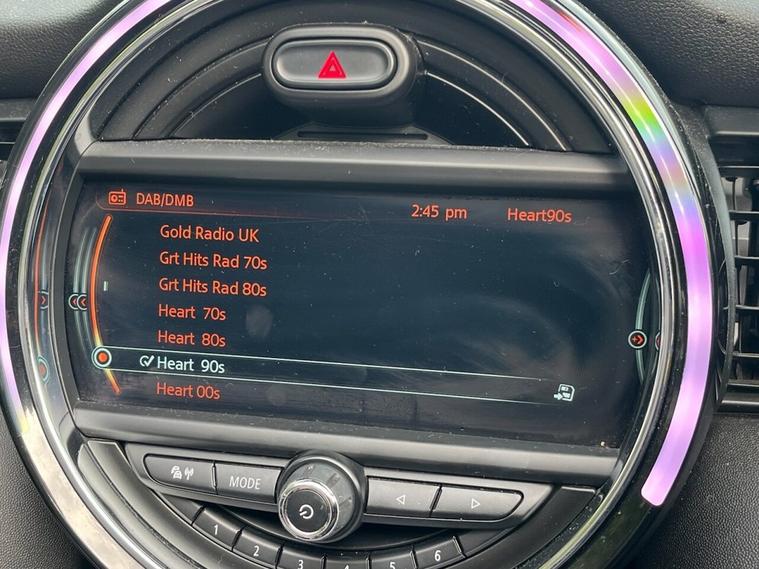 DAB/DMB 2:45 pm Heart90s
Gold Radio UK
Grt Hits Rad 70s
Grt Hits Rad 80s
Heart 70s
Heart 80s
Heart 90s
Heart 00s
MODE
1 2 3 4 5 6